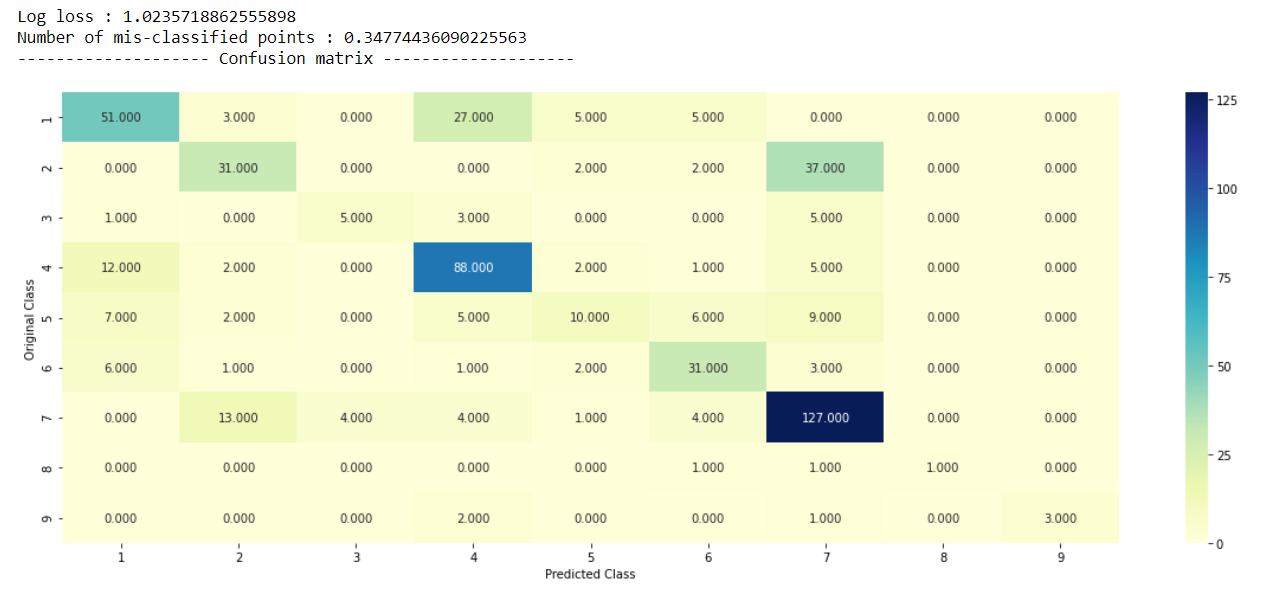 Log loss : 1.0235718862555898
Number of mis-classified points : 0.34774436090225563
-------------------- Confusion matrix --------------------
1 51.000 3.000 0.000 27.000 5.000 5.000 0.000 0.000 0.000
2 0.000 31.000 0.000 0.000 2.000 2.000 37.000 0.000 0.000
3 1.000 0.000 5.000 3.000 0.000 0.000 5.000 0.000 0.000
4 12.000 2.000 0.000 88.000 2.000 1.000 5.000 0.000 0.000
5 7.000 2.000 0.000 5.000 10.000 6.000 9.000 0.000 0.000
6 6.000 1.000 0.000 1.000 2.000 31.000 3.000 0.000 0.000
7 0.000 13.000 4.000 4.000 1.000 4.000 127.000 0.000 0.000
8 0.000 0.000 0.000 0.000 0.000 1.000 1.000 1.000 0.000
9 0.000 0.000 0.000 2.000 0.000 0.000 1.000 0.000 3.000
Original Class
1 2 3 4 5 6 7 8 9
Predicted Class
125
100
75
50
25
0